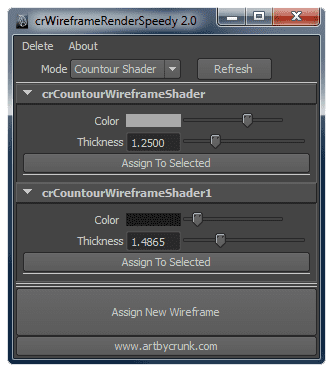 crWireframeRenderSpeedy 2.0
Delete About
Mode Countour Shader Refresh
crCountourWireframeShader
Color
Thickness 1.2500
Assign To Selected
crCountourWireframeShader1
Color
Thickness 1.4865
Assign To Selected
Assign New Wireframe
www.artbycrunk.com